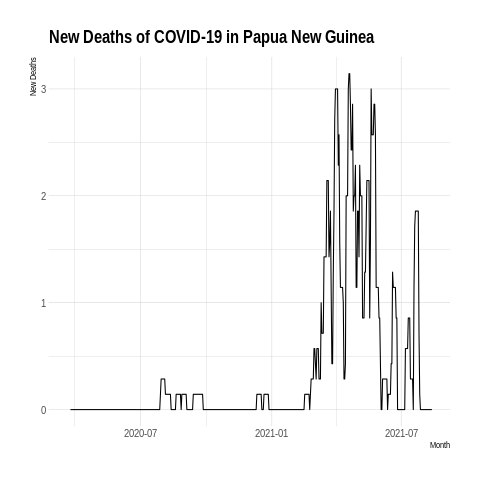 New Deaths of COVID-19 in Papua New Guinea
New Deaths
3
2
1
0
2020-07
2021-01
2021-07
Month